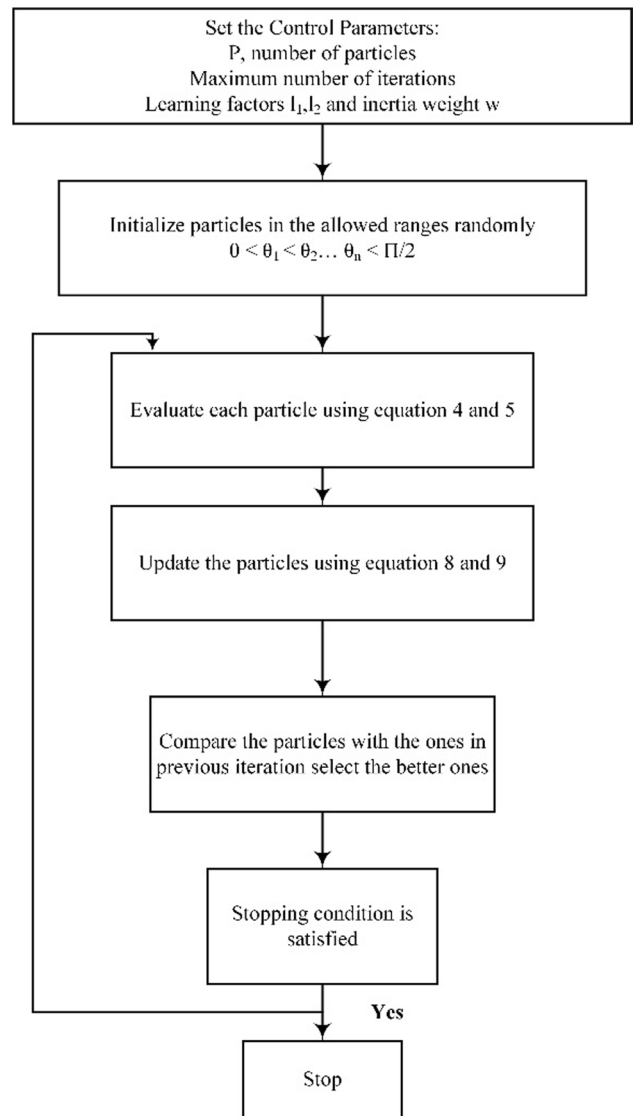 Set the Control Parameters:
P, number of particles
Maximum number of iterations
Learning factors l₁,l₂ and inertia weight w
Initialize particles in the allowed ranges randomly
0 < θ₁ < θ₂... θₙ < Π/2
Evaluate each particle using equation 4 and 5
Update the particles using equation 8 and 9
Compare the particles with the ones in
previous iteration select the better ones
Stopping condition is
satisfied
Yes
Stop